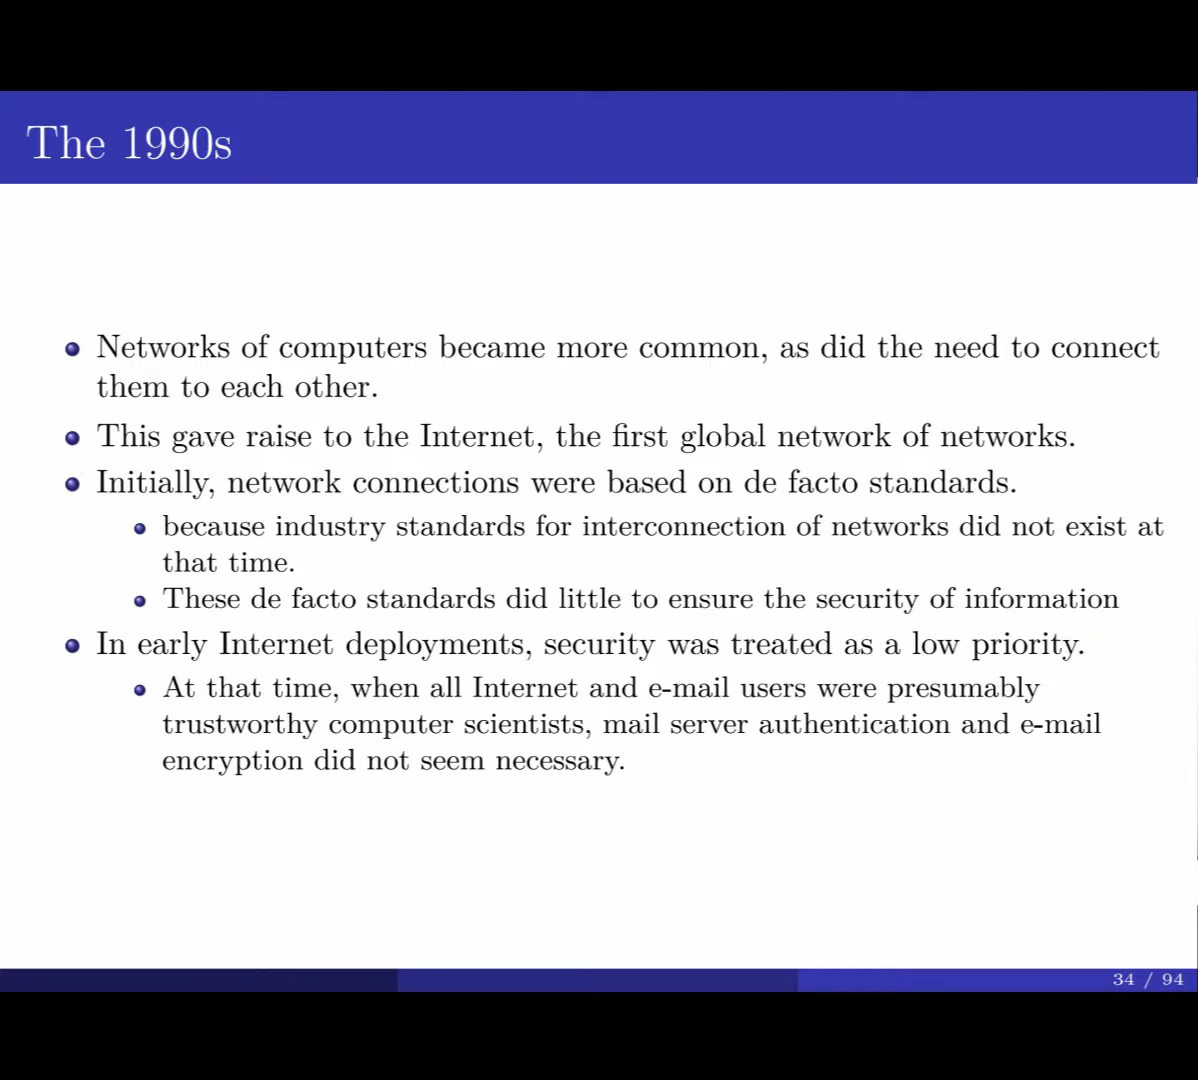 The 1990s
Networks of computers became more common, as did the need to connect
them to each other.
This gave raise to the Internet, the first global network of networks.
Initially, network connections were based on de facto standards.
because industry standards for interconnection of networks did not exist at
that time.
These de facto standards did little to ensure the security of information
In early Internet deployments, security was treated as a low priority.
At that time, when all Internet and e-mail users were presumably
trustworthy computer scientists, mail server authentication and e-mail
encryption did not seem necessary.
34 / 94